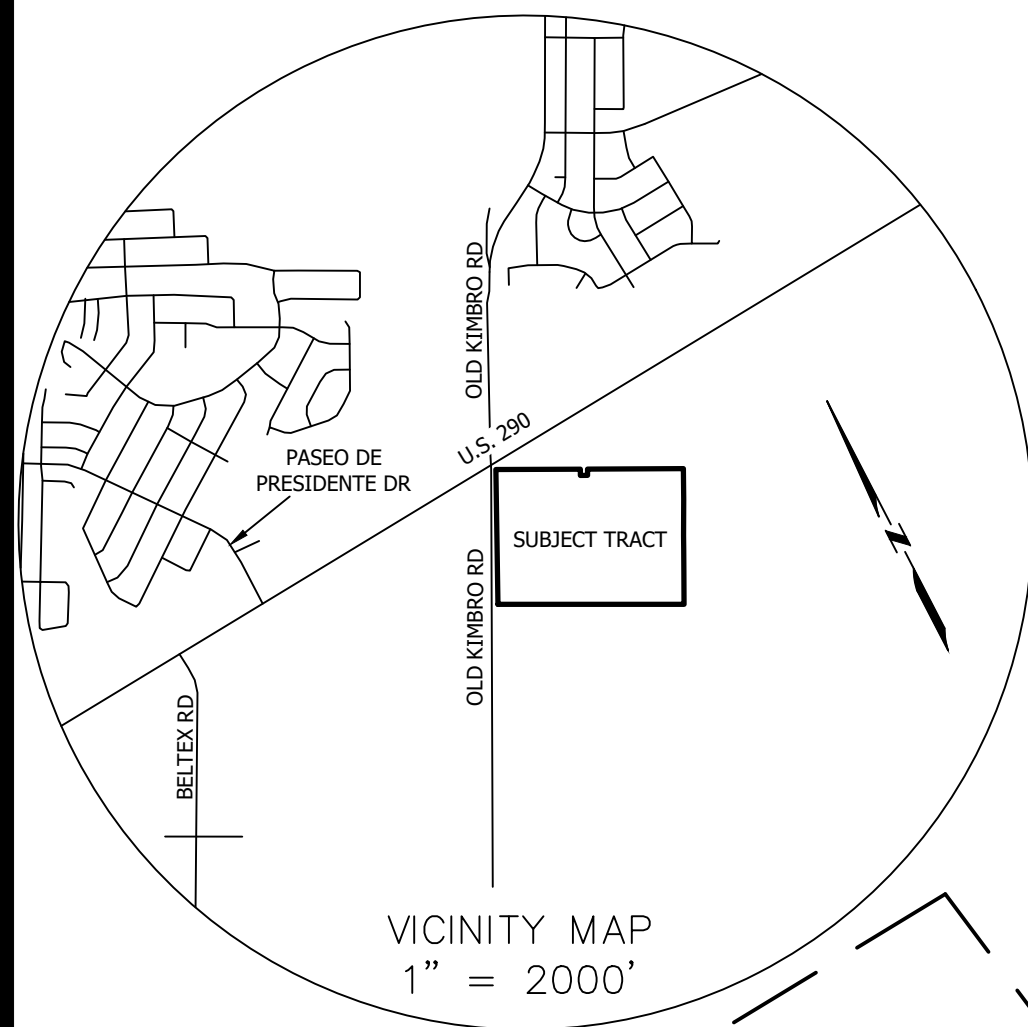 OLD KIMBRO RD
U.S. 290
PASEO DE
PRESIDENTE DR
SUBJECT TRACT
N
OLD KIMBRO RD
BELTEX RD
VICINITY MAP
1" = 2000'